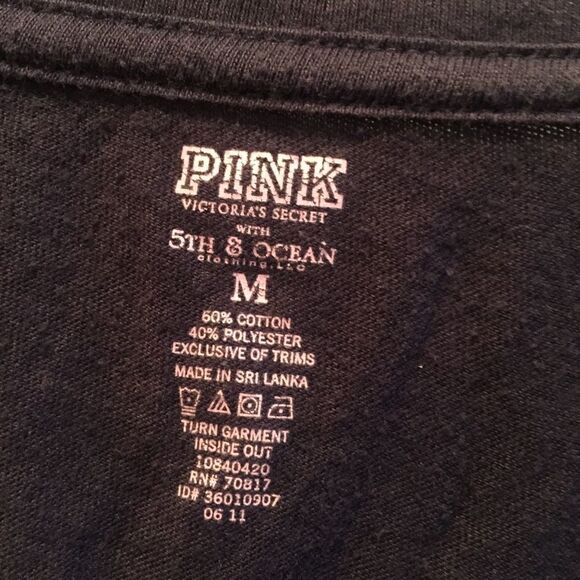 PINK
VICTORIA'S SECRET
WITH
5TH & OCEAN
clothing, LLC
M
60% COTTON
40% POLYESTER
EXCLUSIVE OF TRIMS
MADE IN SRI LANKA
TURN GARMENT
INSIDE OUT
10840420
RN# 70817
ID# 36010907
06 11